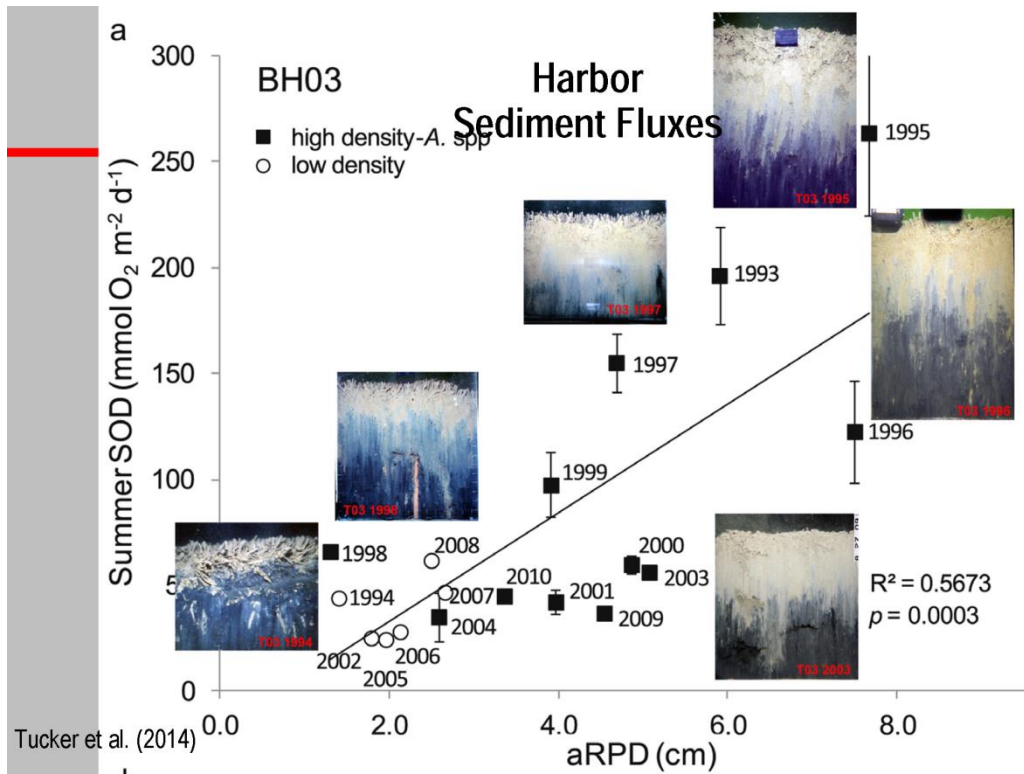 a
300
BH03
Harbor
Sediment Fluxes
■ high density-A. spp
○ low density
Summer SOD (mmol O₂ m⁻² d⁻¹)
250
200
150
100
5
0
T03 1995
1995
T03 1997
1993
1997
T03 1996
1996
1999
T03 1998
1998
2008
2000
2003
1994
2010
2001
2007
2009
2004
T03 1994
2002
2006
2005
R² = 0.5673
p = 0.0003
T03 2003
0.0
2.0
4.0
6.0
8.0
aRPD (cm)
Tucker et al. (2014)